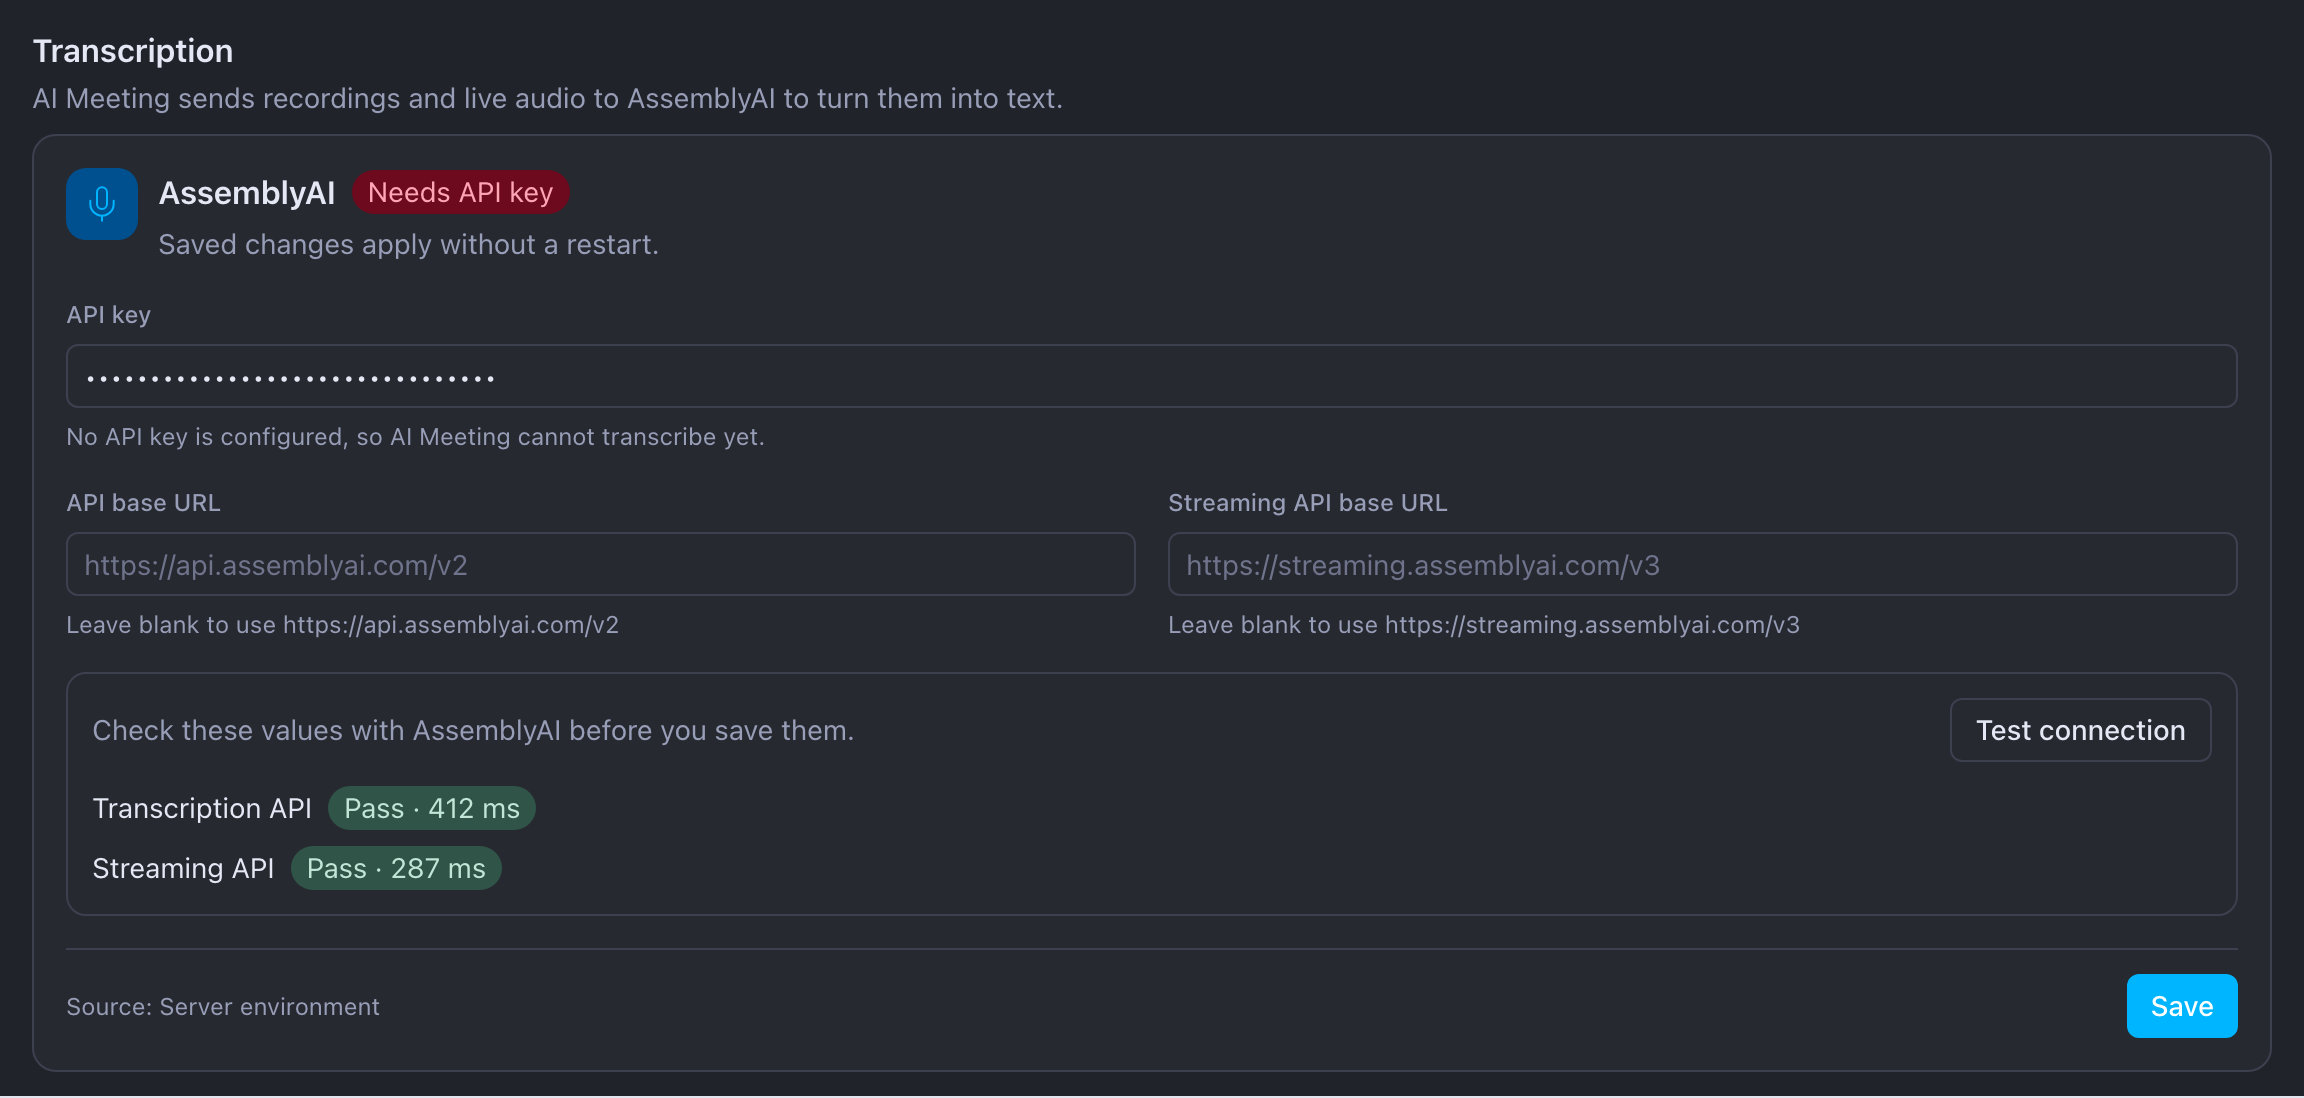 Transcription
AI Meeting sends recordings and live audio to AssemblyAI to turn them into text.
AssemblyAI Needs API key
Saved changes apply without a restart.
API key
••••••••••••••••••••••••••••••••
No API key is configured, so AI Meeting cannot transcribe yet.
API base URL
https://api.assemblyai.com/v2
Leave blank to use https://api.assemblyai.com/v2
Streaming API base URL
https://streaming.assemblyai.com/v3
Leave blank to use https://streaming.assemblyai.com/v3
Check these values with AssemblyAI before you save them.
Test connection
Transcription API Pass · 412 ms
Streaming API Pass · 287 ms
Source: Server environment
Save